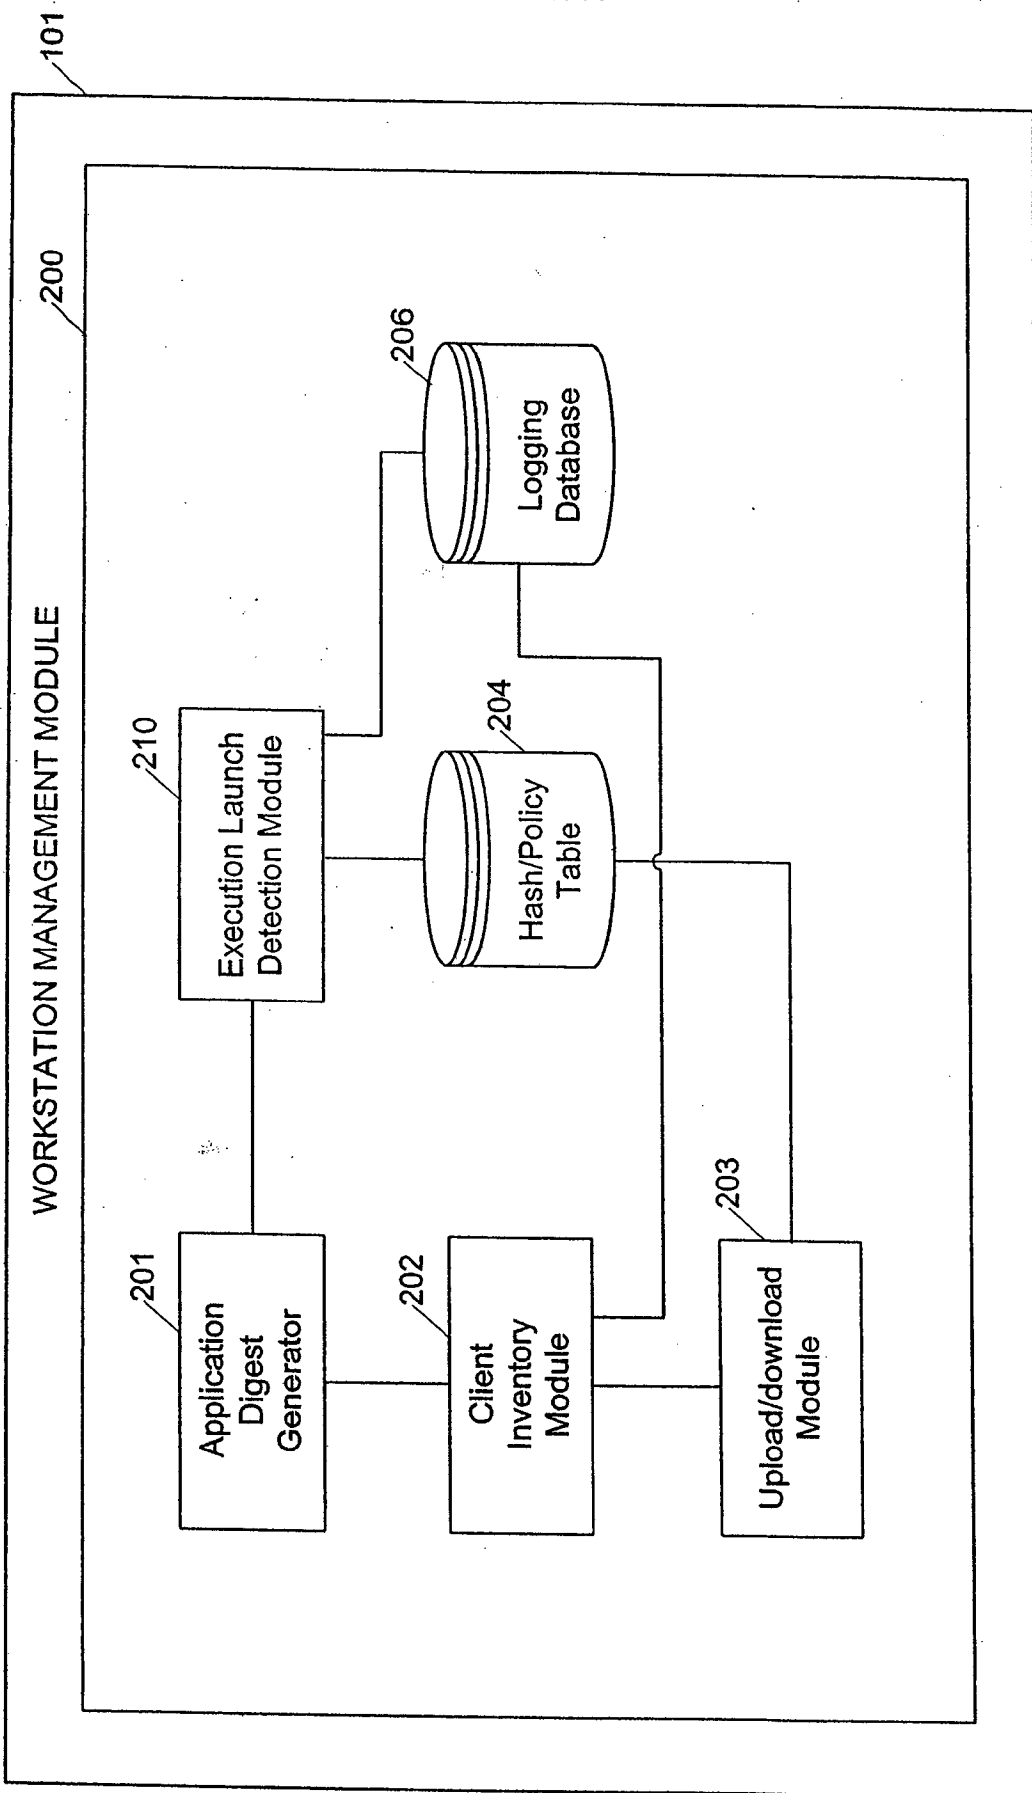 101
WORKSTATION MANAGEMENT MODULE
200
201
Application
Digest
Generator
210
Execution Launch
Detection Module
202
Client
Inventory
Module
204
Hash/Policy
Table
206
Logging
Database
203
Upload/download
Module